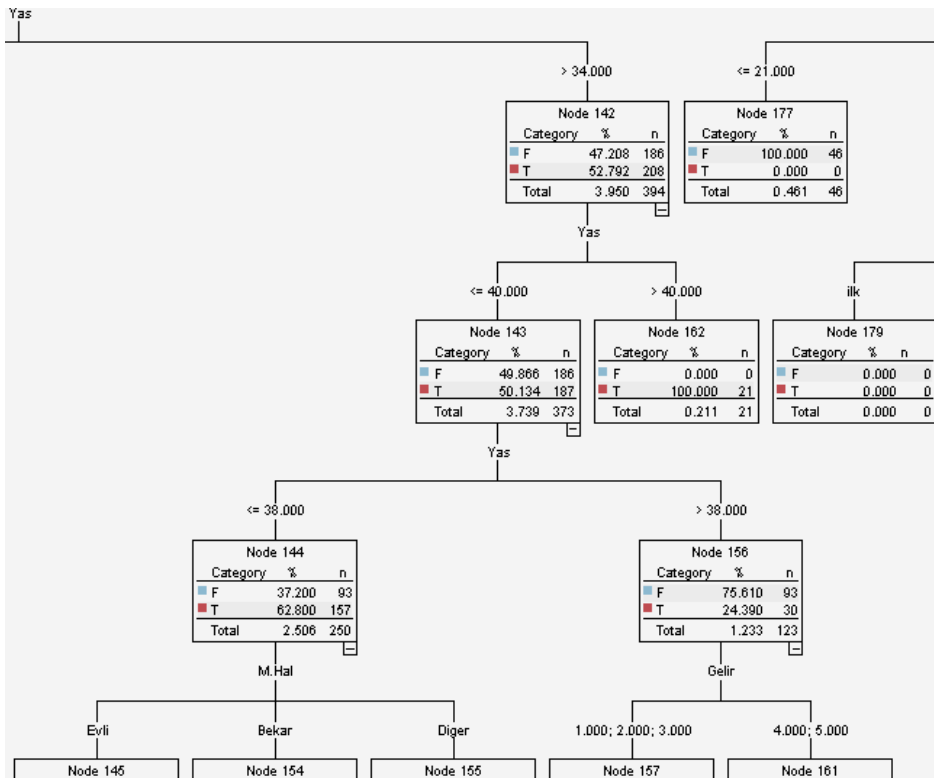 Yas
> 34.000
<= 21.000
Node 142
Category % n
F 47.208 186
T 52.792 208
Total 3.950 394
Node 177
Category % n
F 100.000 46
T 0.000 0
Total 0.461 46
Yas
<= 40.000
> 40.000
ilk
Node 143
Category % n
F 49.866 186
T 50.134 187
Total 3.739 373
Node 162
Category % n
F 0.000 0
T 100.000 21
Total 0.211 21
Node 179
Category % n
F 0.000 0
T 0.000 0
Total 0.000 0
Yas
<= 38.000
> 38.000
Node 144
Category % n
F 37.200 93
T 62.800 157
Total 2.506 250
Node 156
Category % n
F 75.610 93
T 24.390 30
Total 1.233 123
M.Hal
Gelir
Evli
Bekar
Diger
1.000; 2.000; 3.000
4.000; 5.000
Node 145
Node 154
Node 155
Node 157
Node 161